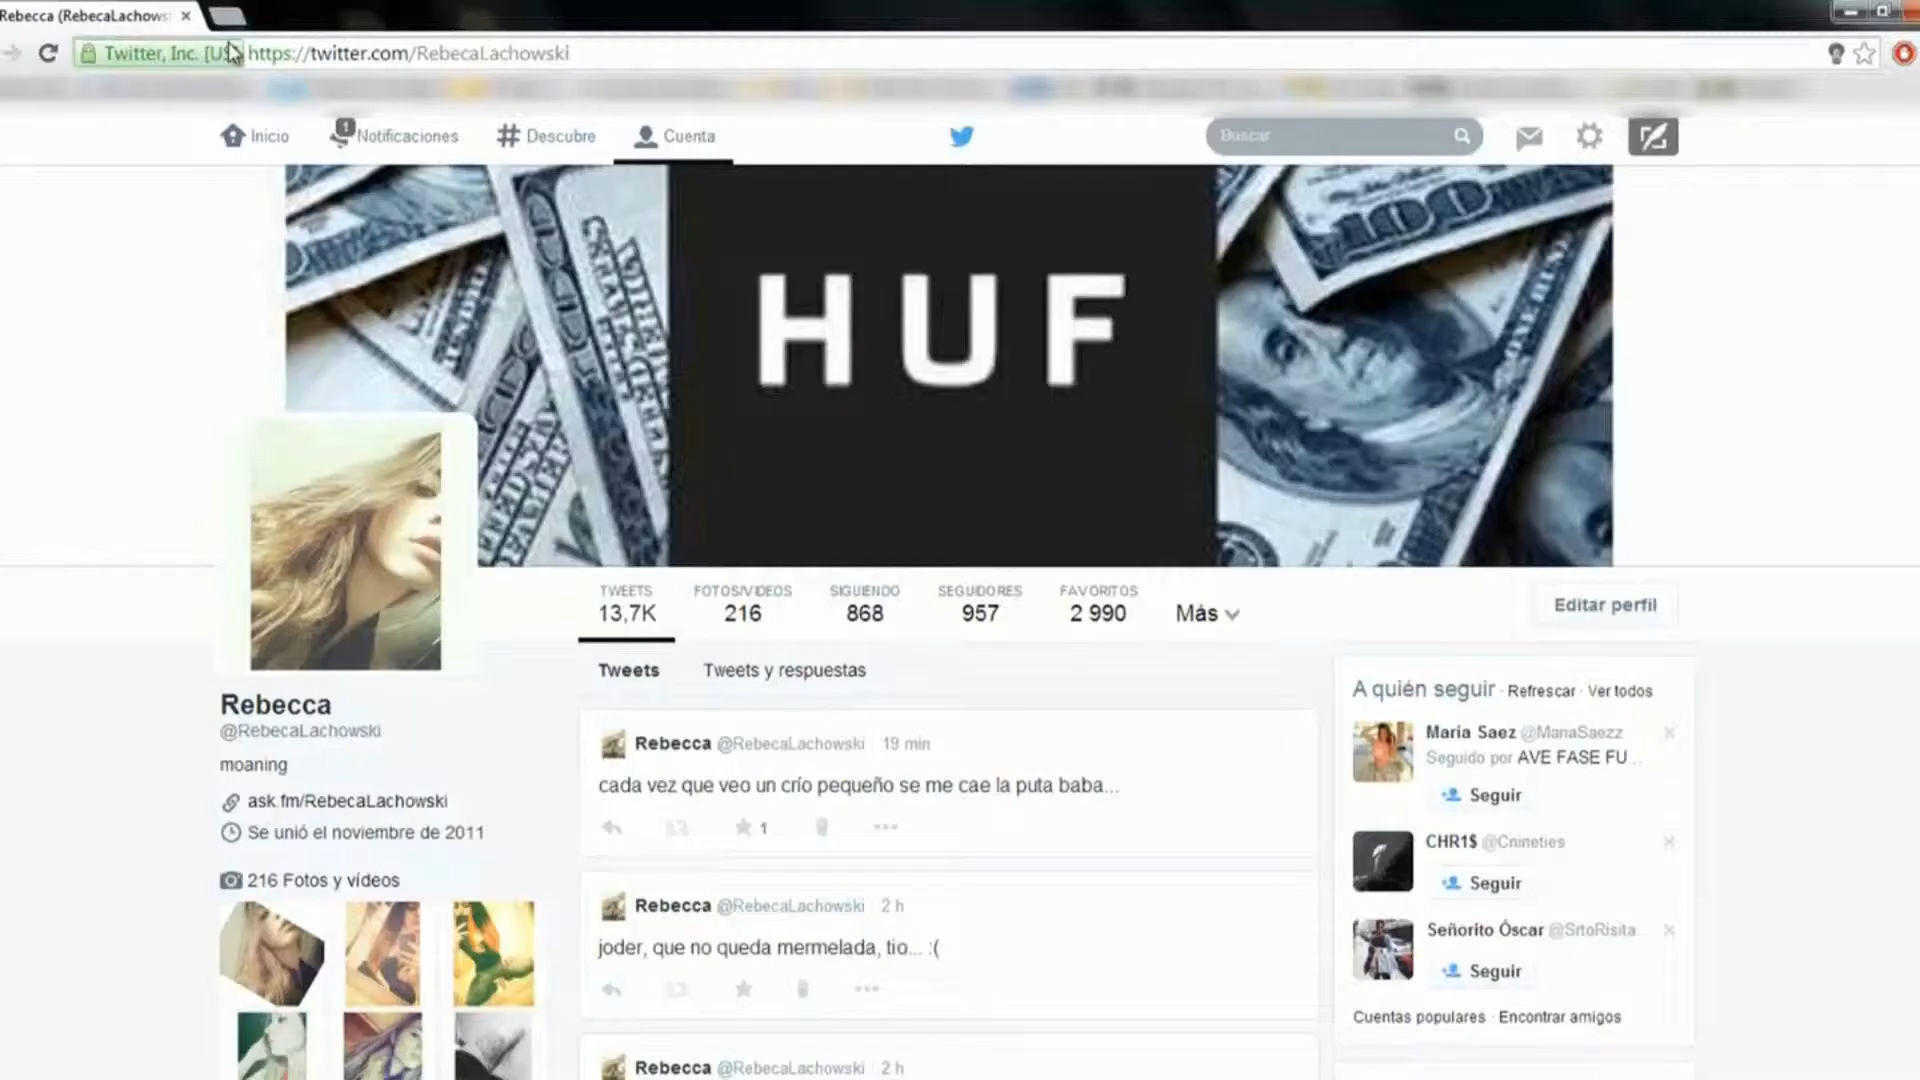 Rebecca (RebecaLachows
Twitter, Inc. [US] https://twitter.com/RebecaLachowski
Inicio
1
Notificaciones
Descubre
Cuenta
Buscar
HUF
100
TWEETS
13,7K
FOTOS/VIDEOS
216
SIGUIENDO
868
SEGUIDORES
957
FAVORITOS
2 990
Más
Editar perfil
Rebecca
@RebecaLachowski
moaning
ask.fm/RebecaLachowski
Se unió el noviembre de 2011
216 Fotos y vídeos
Tweets
Tweets y respuestas
Rebecca @RebecaLachowski 19 min
cada vez que veo un crío pequeño se me cae la puta baba...
1
Rebecca @RebecaLachowski 2 h
joder, que no queda mermelada, tio... :(
Rebecca @RebecaLachowski 2 h
A quién seguir · Refrescar · Ver todos
Maria Saez @MariaSaezz
Seguido por AVE FASE FU...
Seguir
CHR1$ @Cnineties
Seguir
Señorito Óscar @SrtoRisita...
Seguir
Cuentas populares · Encontrar amigos